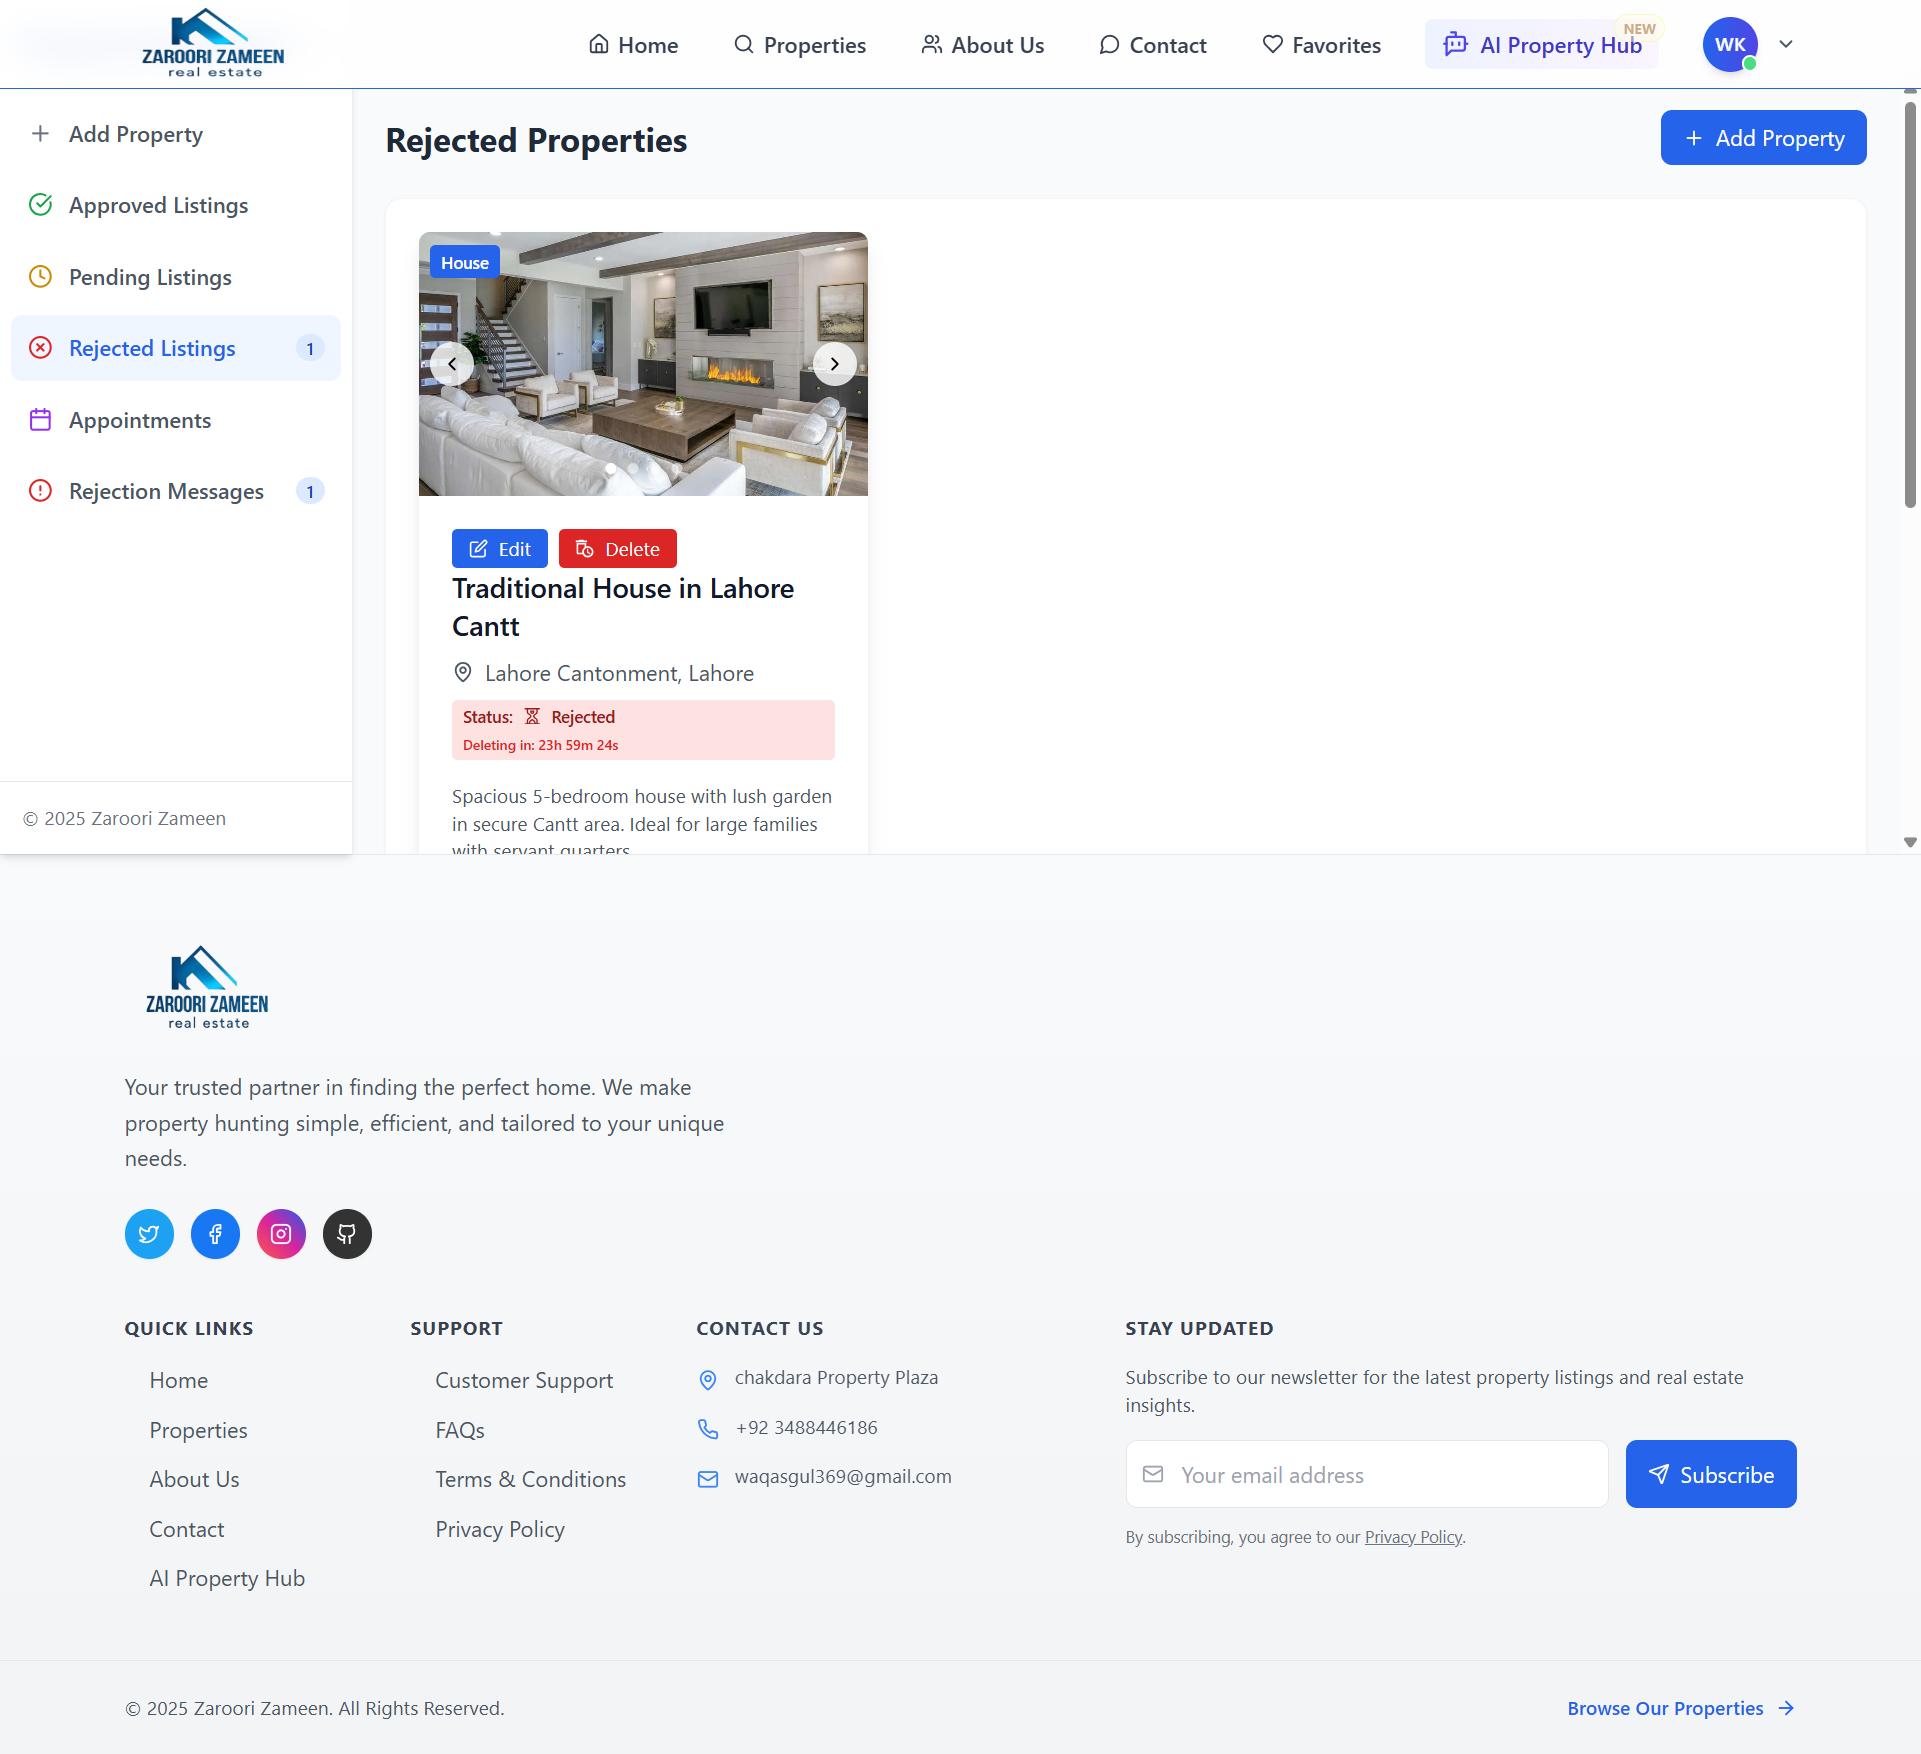 ZAROORI ZAMEEN
real estate
Home
Properties
About Us
Contact
Favorites
AI Property Hub
NEW
WK
Add Property
Approved Listings
Pending Listings
Rejected Listings
1
Appointments
Rejection Messages
1
© 2025 Zaroori Zameen
Rejected Properties
Add Property
House
Edit
Delete
Traditional House in Lahore
Cantt
Lahore Cantonment, Lahore
Status: Rejected
Deleting in: 23h 59m 24s
Spacious 5-bedroom house with lush garden
in secure Cantt area. Ideal for large families
with servant quarters
ZAROORI ZAMEEN
real estate
Your trusted partner in finding the perfect home. We make
property hunting simple, efficient, and tailored to your unique
needs.
QUICK LINKS
Home
Properties
About Us
Contact
AI Property Hub
SUPPORT
Customer Support
FAQs
Terms & Conditions
Privacy Policy
CONTACT US
chakdara Property Plaza
+92 3488446186
waqasgul369@gmail.com
STAY UPDATED
Subscribe to our newsletter for the latest property listings and real estate
insights.
Your email address
Subscribe
By subscribing, you agree to our Privacy Policy.
© 2025 Zaroori Zameen. All Rights Reserved.
Browse Our Properties